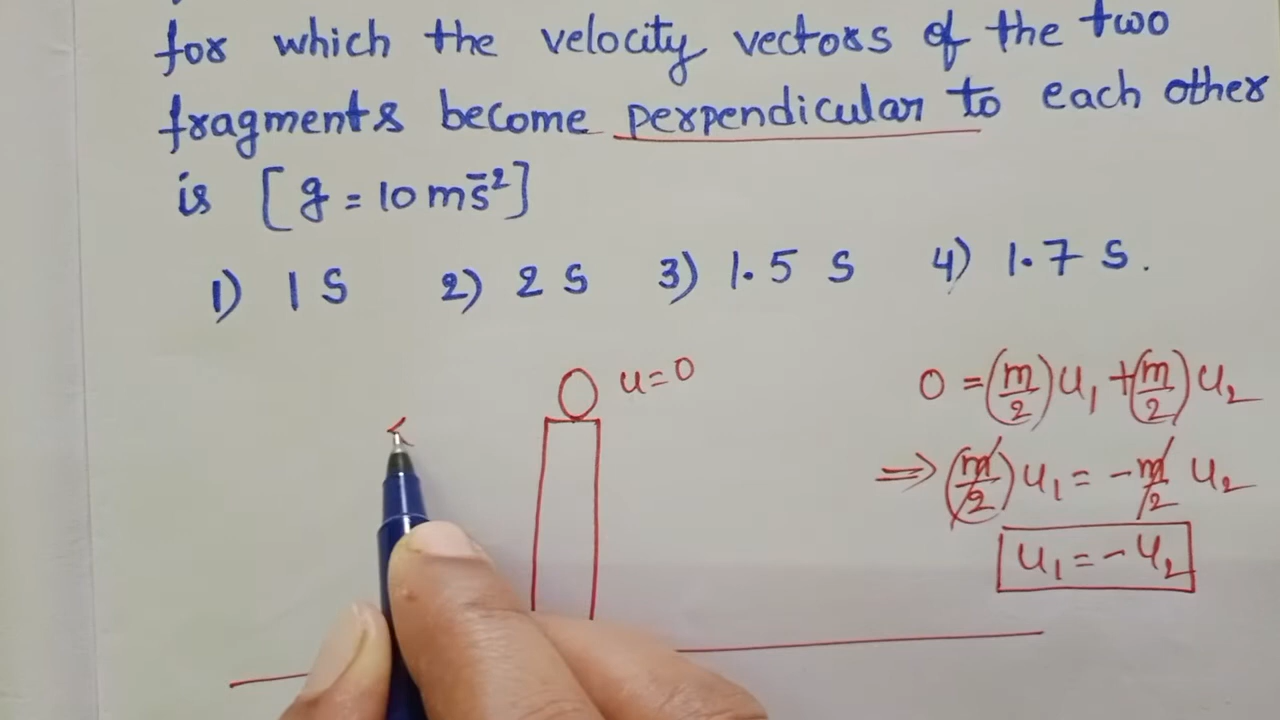 for which the velocity vectors of the two
fragments become perpendicular to each other
is [g = 10 ms̄²]
1) 1 S 2) 2 S 3) 1.5 S 4) 1.7 S.
u=0
0 = (m/2)u₁ + (m/2)u₂
⇒ (m/2)u₁ = -m/2 u₂
u₁ = -u₂